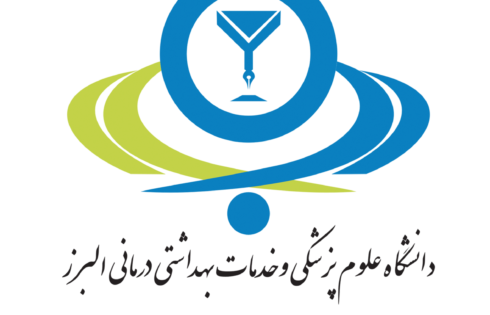 دانشگاه علوم پزشکی و خدمات بهداشتی درمانی البرز